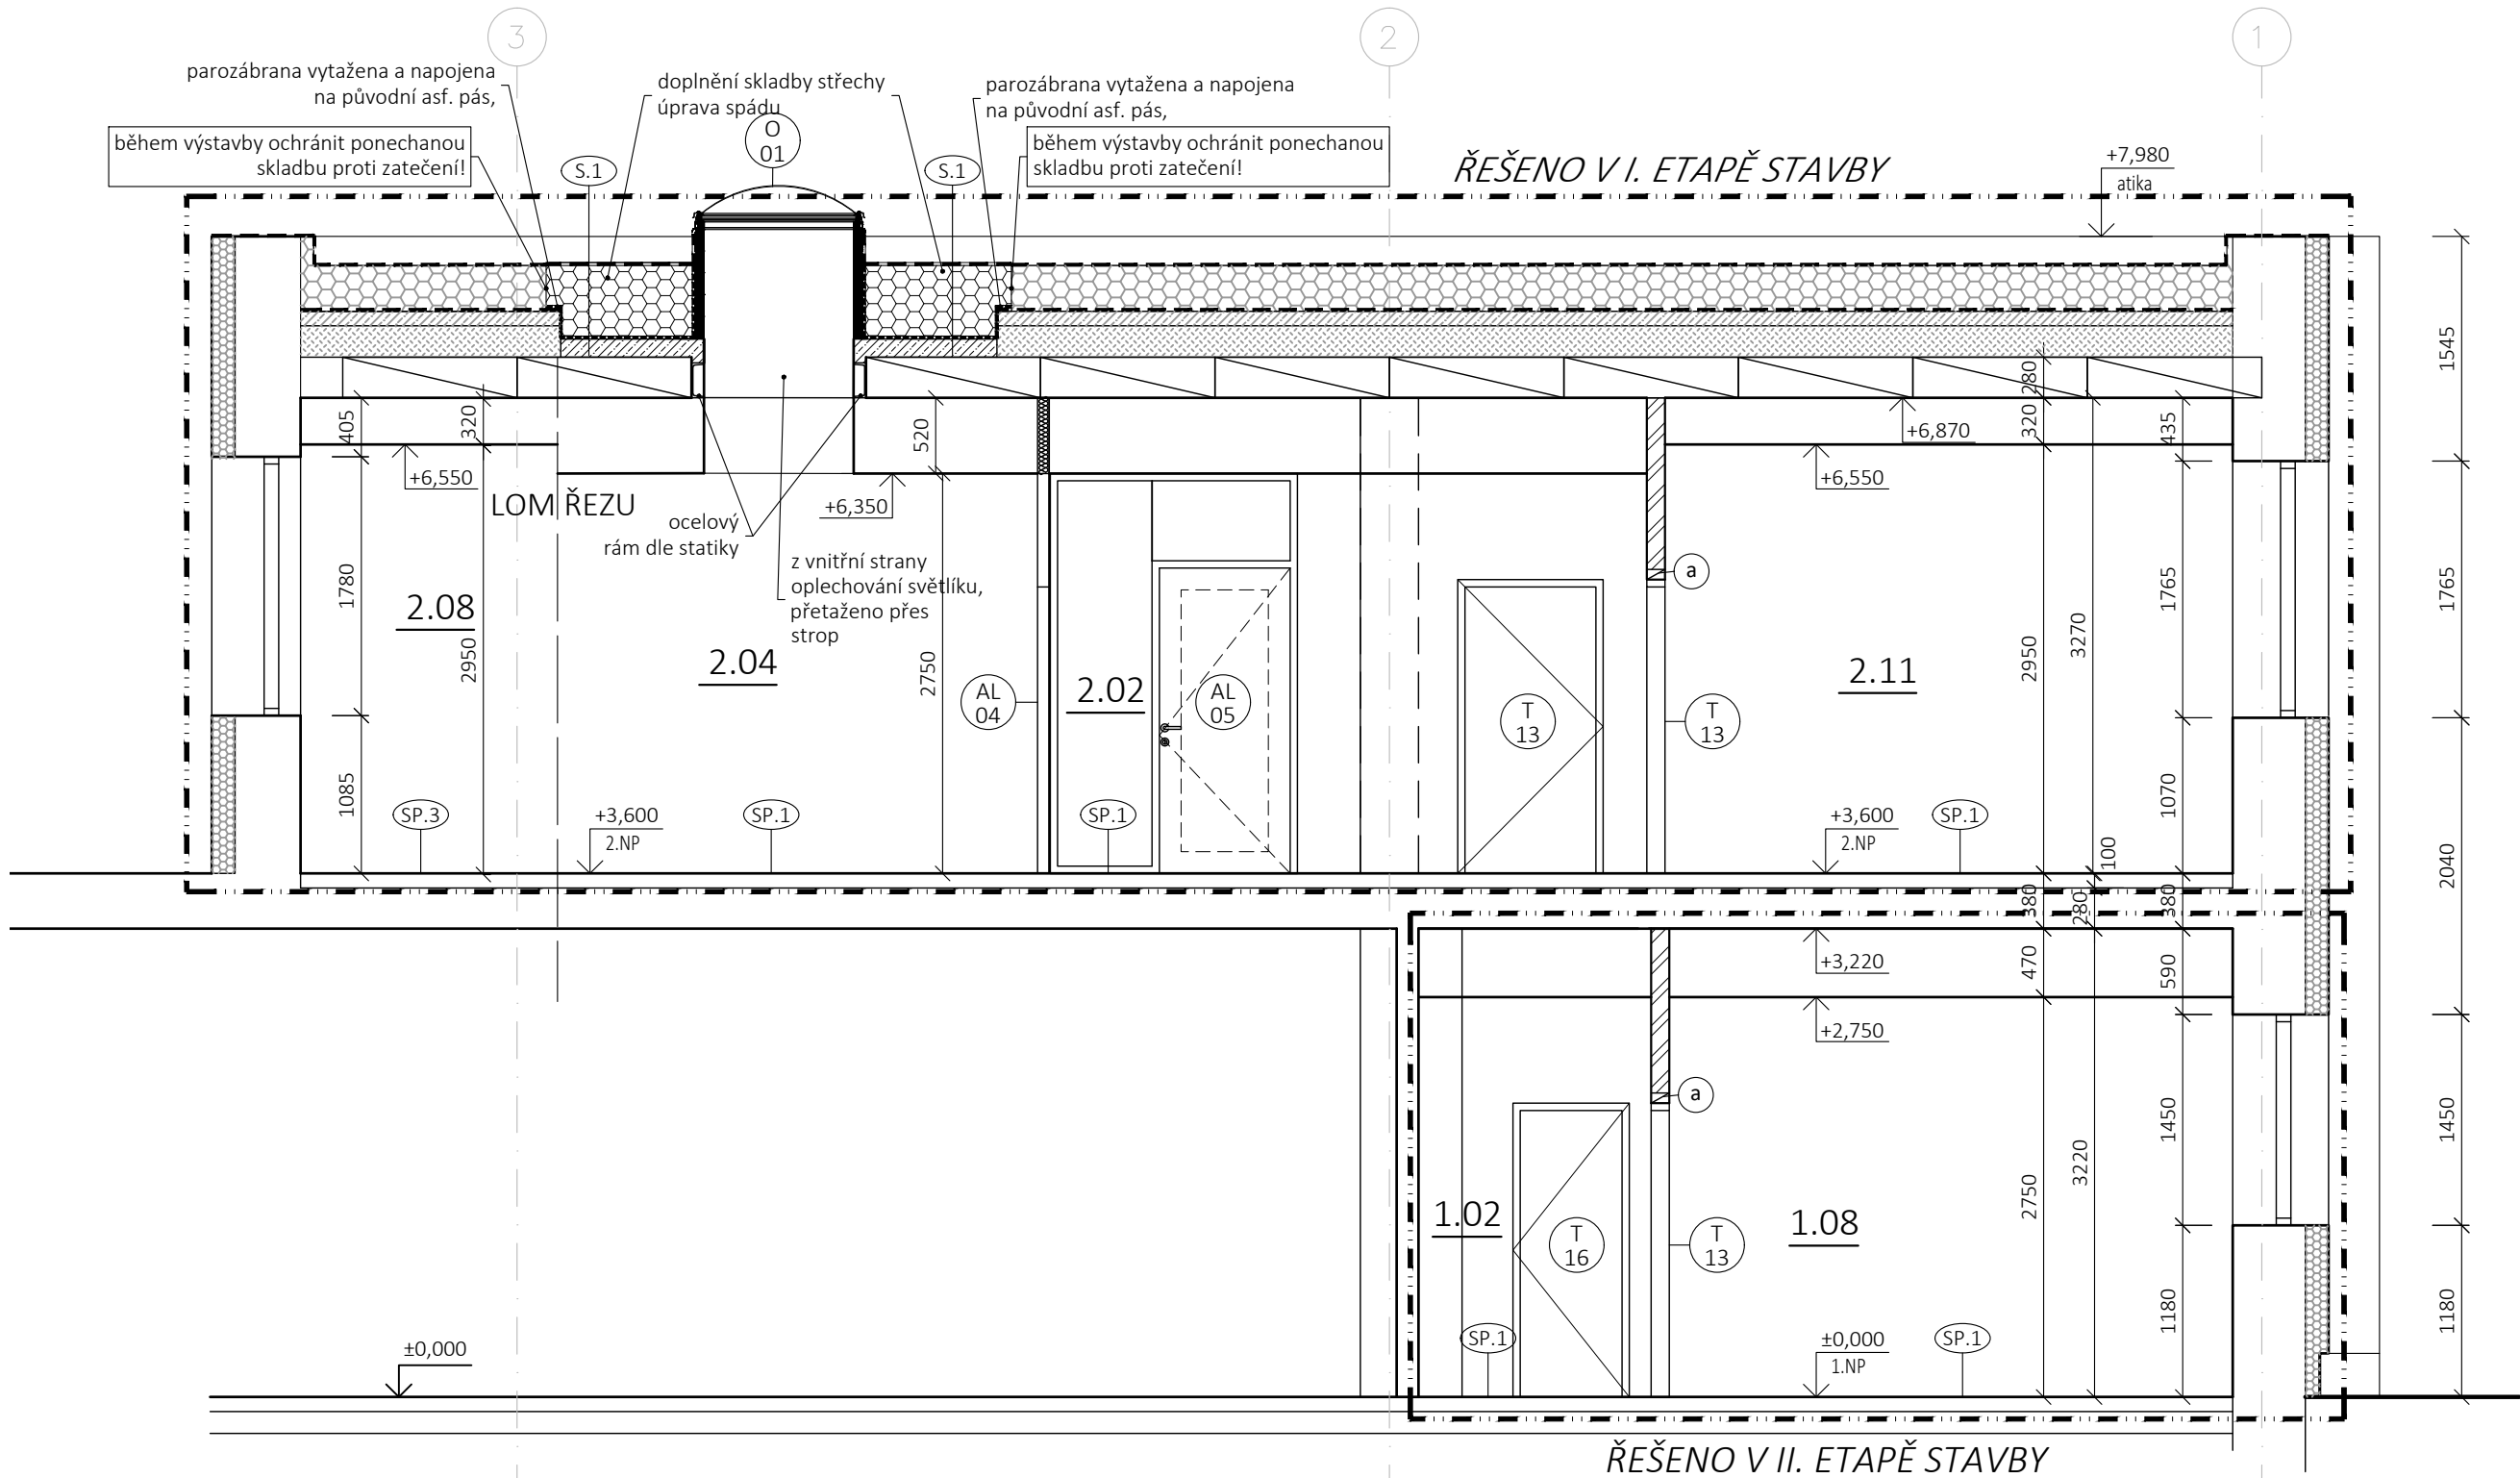 3
2
1
parozábrana vytažena a napojena
na původní asf. pás,
doplnění skladby střechy
úprava spádu
parozábrana vytažena a napojena
na původní asf. pás,
během výstavby ochránit ponechanou
skladbu proti zatečení!
O
01
během výstavby ochránit ponechanou
skladbu proti zatečení!
S.1
S.1
ŘEŠENO V I. ETAPĚ STAVBY
+7,980
atika
1545
280
405
320
520
320
435
+6,870
+6,550
+6,550
+6,350
LOM ŘEZU
ocelový
rám dle statiky
z vnitřní strany
oplechování světlíku,
přetaženo přes
strop
a
1780
2.08
2950
2.04
2750
AL
04
2.02
AL
05
T
13
T
13
2.11
2950
3270
1765
1765
1085
SP.3
+3,600
2.NP
SP.1
SP.1
+3,600
2.NP
SP.1
1070
100
2040
380
280
380
+3,220
470
590
+2,750
a
1450
1450
2750
3220
1.02
T
16
T
13
1.08
1180
1180
±0,000
SP.1
±0,000
1.NP
SP.1
ŘEŠENO V II. ETAPĚ STAVBY